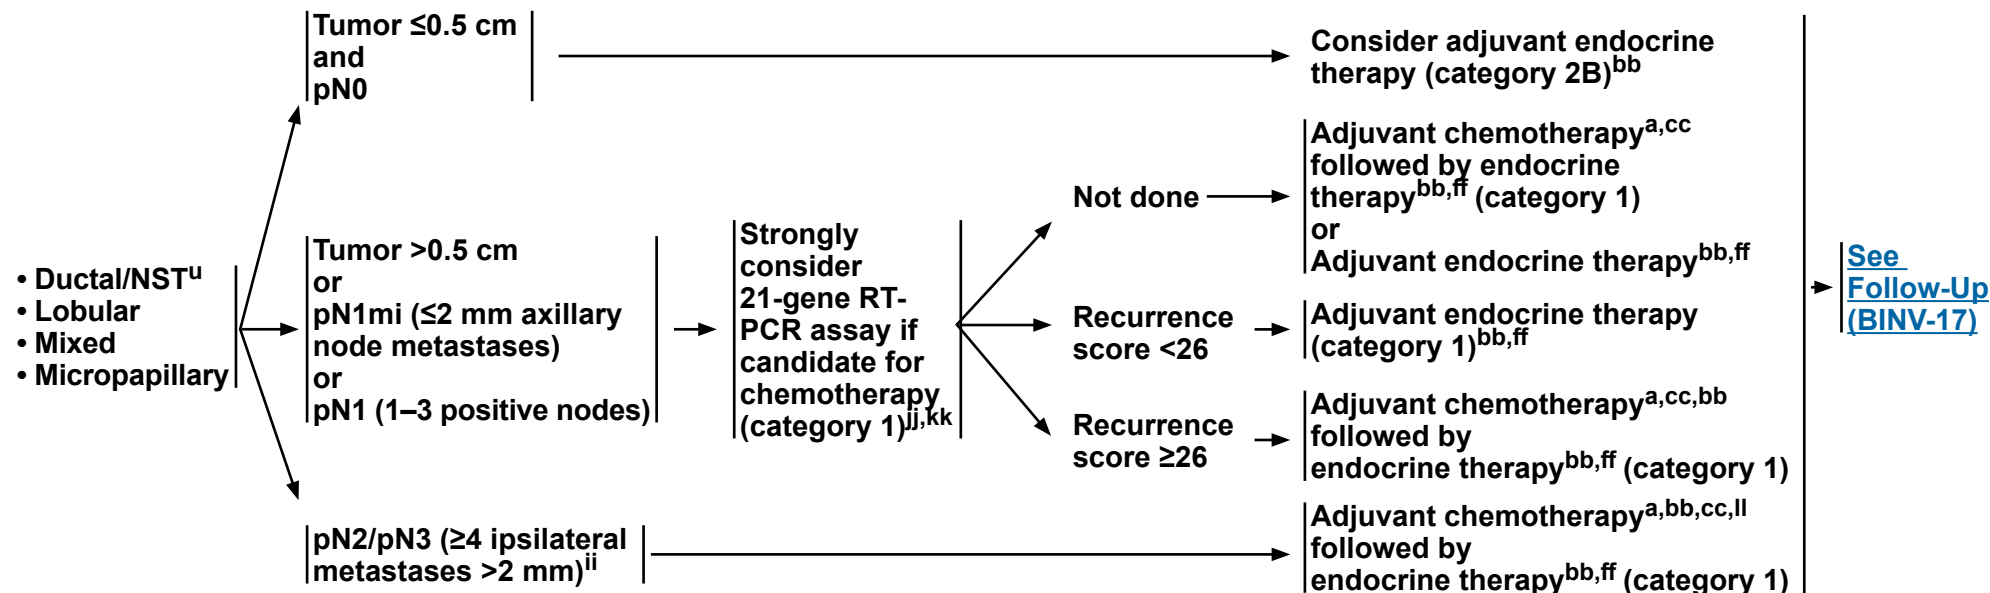 • Ductal/NSTᵘ
• Lobular
• Mixed
• Micropapillary
Tumor ≤0.5 cm
and
pN0
Consider adjuvant endocrine
therapy (category 2B)ᵇᵇ
Tumor >0.5 cm
or
pN1mi (≤2 mm axillary
node metastases)
or
pN1 (1–3 positive nodes)
Strongly
consider
21-gene RT-
PCR assay if
candidate for
chemotherapy
(category 1)ʲʲ,ᵏᵏ
Not done
Adjuvant chemotherapyᵃ,ᶜᶜ
followed by endocrine
therapyᵇᵇ,ᶠᶠ (category 1)
or
Adjuvant endocrine therapyᵇᵇ,ᶠᶠ
Recurrence
score <26
Adjuvant endocrine therapy
(category 1)ᵇᵇ,ᶠᶠ
Recurrence
score ≥26
Adjuvant chemotherapyᵃ,ᶜᶜ,ᵇᵇ
followed by
endocrine therapyᵇᵇ,ᶠᶠ (category 1)
pN2/pN3 (≥4 ipsilateral
metastases >2 mm)ⁱⁱ
Adjuvant chemotherapyᵃ,ᵇᵇ,ᶜᶜ,ˡˡ
followed by
endocrine therapyᵇᵇ,ᶠᶠ (category 1)
See
Follow-Up
(BINV-17)